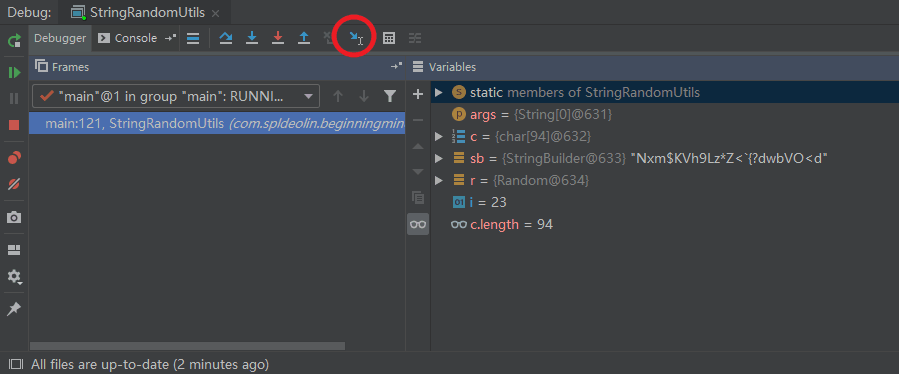 Debug: StringRandomUtils
Debugger Console
Frames
Variables
"main"@1 in group "main": RUNNI...
main:121, StringRandomUtils (com.spldeolin.beginningmin
static members of StringRandomUtils
args = {String[0]@631}
c = {char[94]@632}
sb = {StringBuilder@633} "Nxm$KVh9Lz*Z<`{?dwbVO<d"
r = {Random@634}
i = 23
c.length = 94
All files are up-to-date (2 minutes ago)